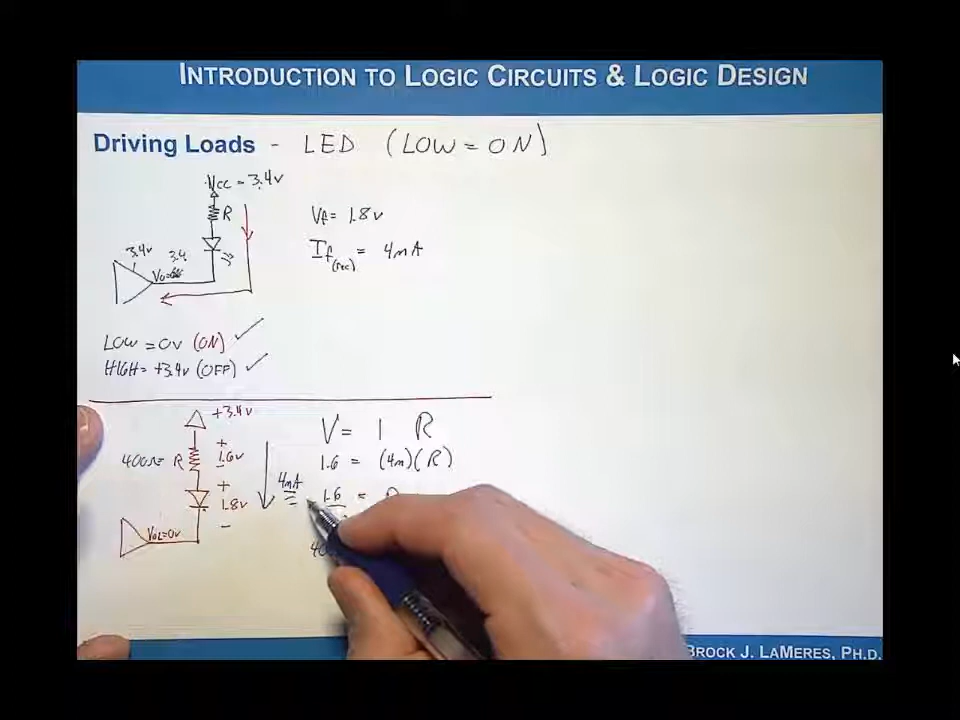 INTRODUCTION TO LOGIC CIRCUITS & LOGIC DESIGN
Driving Loads - LED (LOW = ON)
Vcc = 3.4v
R
Vf = 1.8v
If(rec) = 4mA
3.4v
3.4
Vo=
LOW = 0v (ON)
HIGH = +3.4v (OFF)
+3.4v
V = I R
400Ω = R
+
1.6v
-
1.6 = (4m)(R)
+
1.8v
-
4mA
1.6 =
VOL=0v
BROCK J. LAMERES, PH.D.